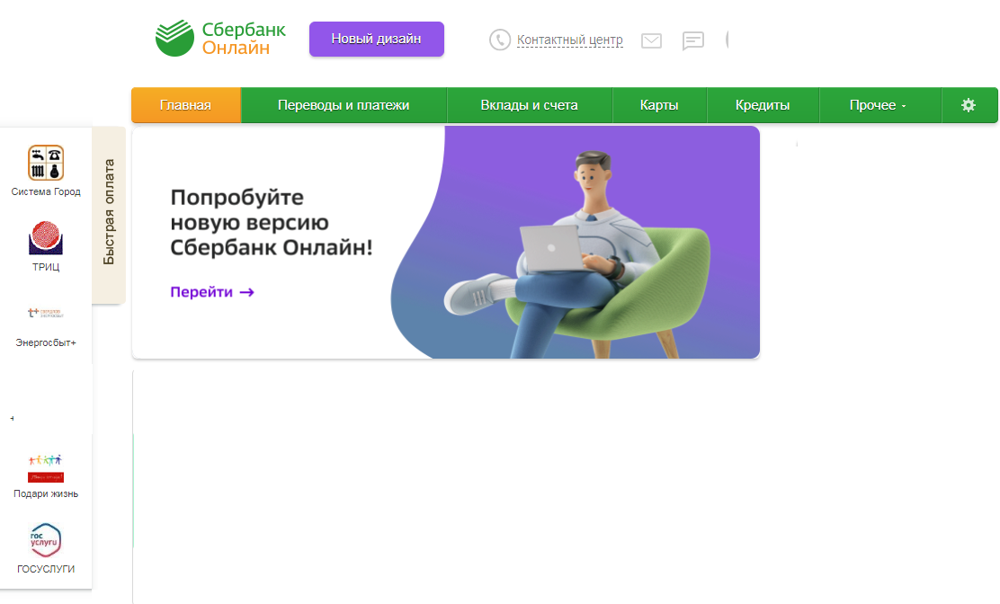 Сбербанк
Онлайн
Новый дизайн
Контактный центр
Главная
Переводы и платежи
Вклады и счета
Карты
Кредиты
Прочее
Быстрая оплата
Система Город
ТРИЦ
Энергосбыт+
+
Подари жизнь
гос
услуги
ГОСУСЛУГИ
Попробуйте
новую версию
Сбербанк Онлайн!
Перейти →